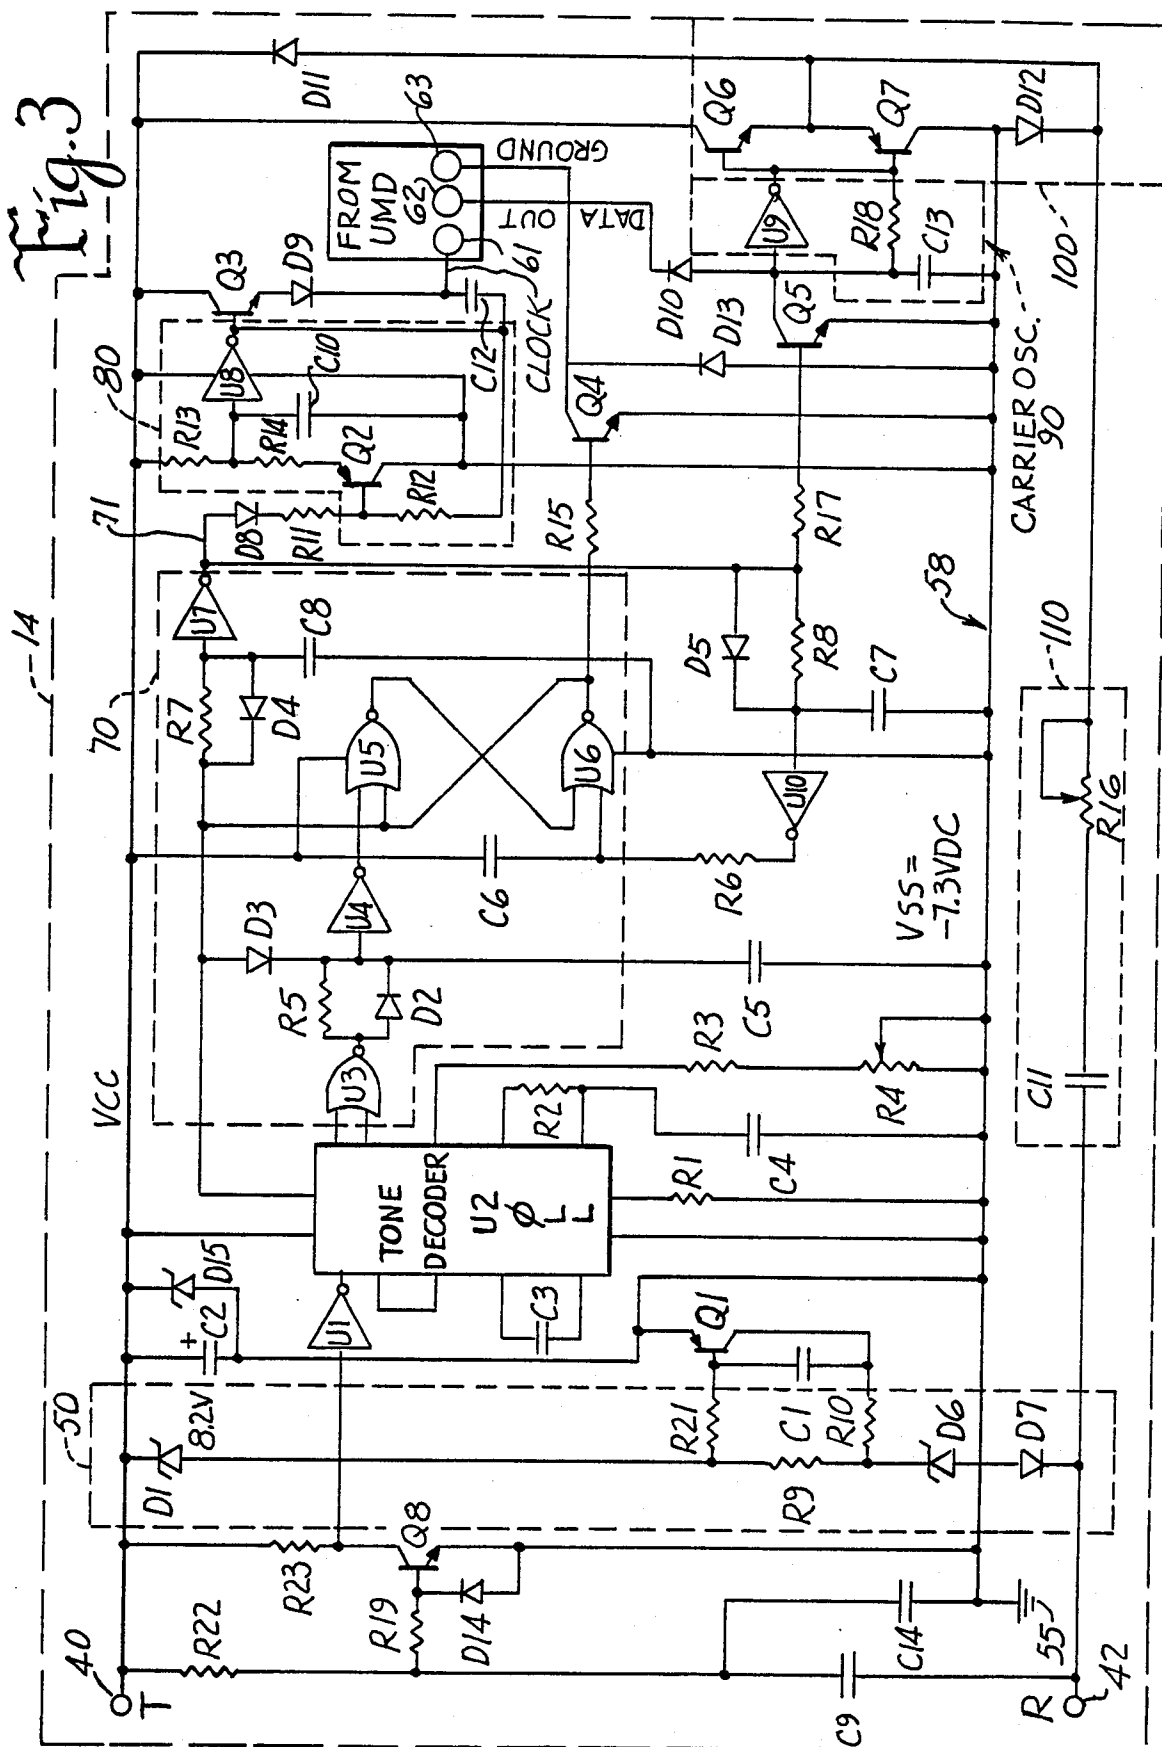 Fig.3
14
70
71
80
VCC
T
40
R22
R23
R19
Q8
D14
C9
C14
55
R
42
50
D1
8.2V
R21
R9
C1
R10
D6
D7
Q1
+
C2
D15
U1
TONE
DECODER
U2
ØLL
C3
R1
R2
C4
R3
R4
U3
R5
D2
D3
U4
C5
C6
R6
U5
U6
U10
R7
D4
C8
U7
D5
R8
C7
R17
R15
D8
R11
R12
R13
R14
Q2
U8
C10
Q3
D9
C12
CLOCK
61
FROM
UMD
62
63
DATA OUT
GROUND
Q4
D13
D10
Q5
U9
R18
C13
Q6
Q7
D11
D12
100
CARRIER OSC.
90
58
VSS=
-7.3VDC
C11
R16
110